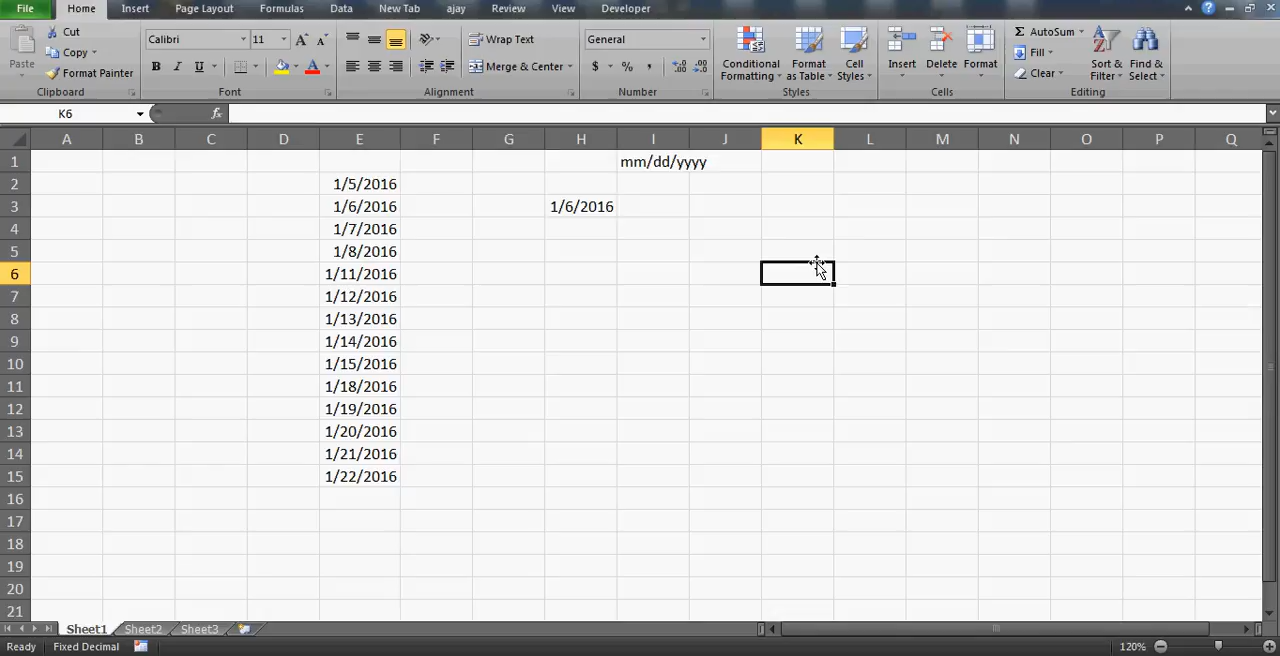 File Home Insert Page Layout Formulas Data New Tab ajay Review View Developer
Paste Cut Copy Format Painter Clipboard
Calibri 11 A A B I U A Font
Wrap Text Merge & Center Alignment
General $ % , .0 .00 .00 .0 Number
Conditional Formatting Format as Table Cell Styles Styles
Insert Delete Format Cells
Σ AutoSum Fill Clear Sort & Filter Find & Select Editing
K6 fx
A B C D E F G H I J K L M N O P Q
1 mm/dd/yyyy
2 1/5/2016
3 1/6/2016 1/6/2016
4 1/7/2016
5 1/8/2016
6 1/11/2016
7 1/12/2016
8 1/13/2016
9 1/14/2016
10 1/15/2016
11 1/18/2016
12 1/19/2016
13 1/20/2016
14 1/21/2016
15 1/22/2016
16
17
18
19
20
21
Sheet1 Sheet2 Sheet3
Ready Fixed Decimal 120%